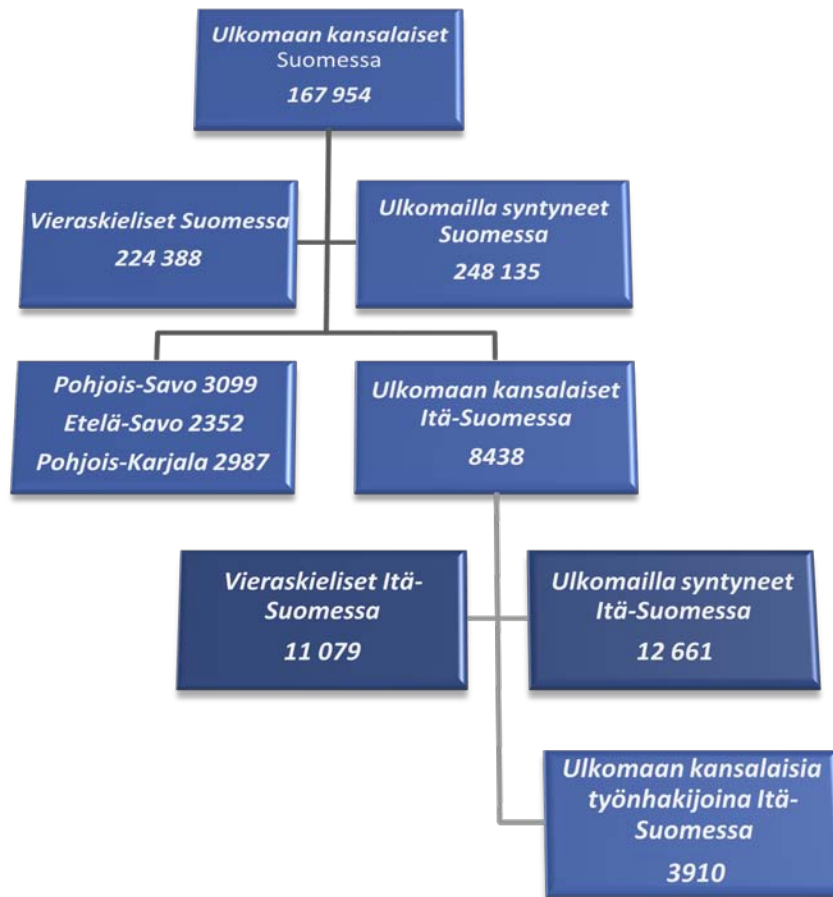 Ulkomaan kansalaiset
Suomessa
167 954
Vieraskieliset Suomessa
224 388
Ulkomailla syntyneet
Suomessa
248 135
Pohjois-Savo 3099
Etelä-Savo 2352
Pohjois-Karjala 2987
Ulkomaan kansalaiset
Itä-Suomessa
8438
Vieraskieliset Itä-
Suomessa
11 079
Ulkomailla syntyneet
Itä-Suomessa
12 661
Ulkomaan kansalaisia
työnhakijoina Itä-
Suomessa
3910